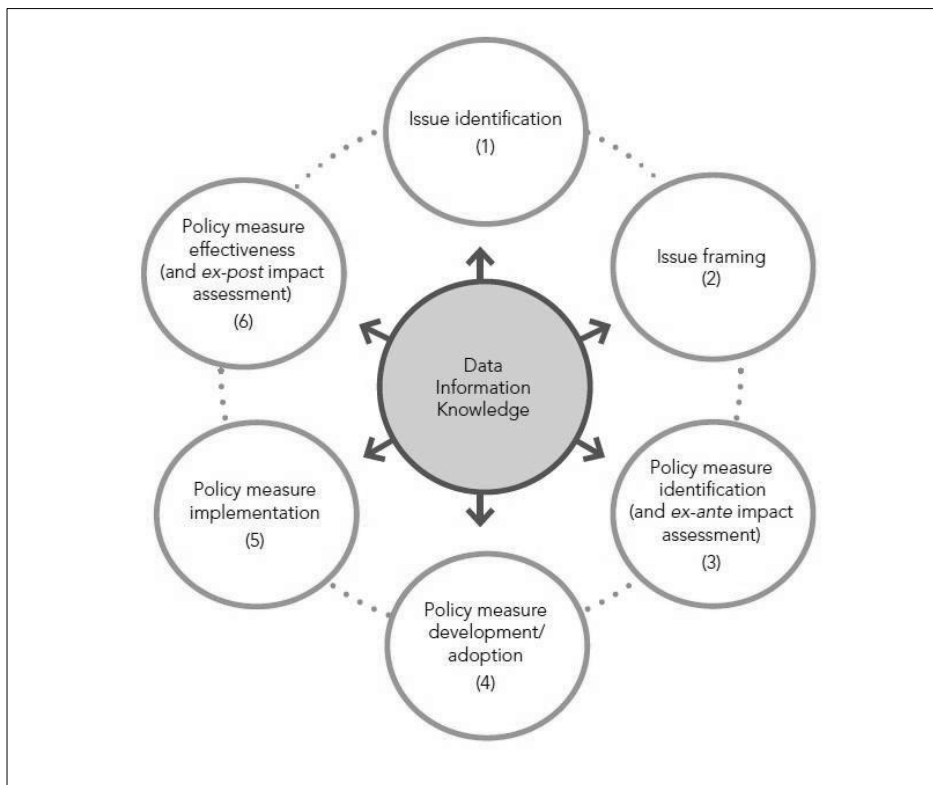 Issue identification
(1)
Issue framing
(2)
Policy measure
identification
(and ex-ante impact
assessment)
(3)
Policy measure
development/
adoption
(4)
Policy measure
implementation
(5)
Policy measure
effectiveness
(and ex-post impact
assessment)
(6)
Data
Information
Knowledge